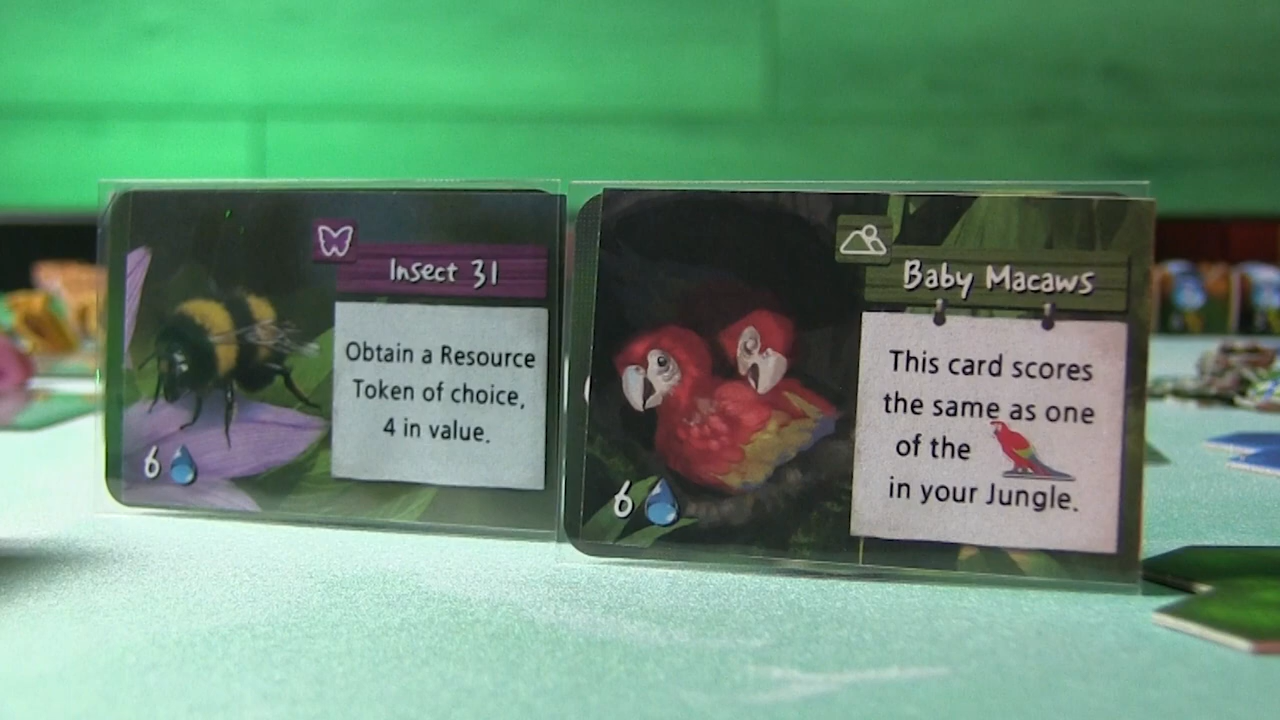 Insect 31
Obtain a Resource
Token of choice,
4 in value.
6
Baby Macaws
This card scores
the same as one
of the
in your Jungle.
6